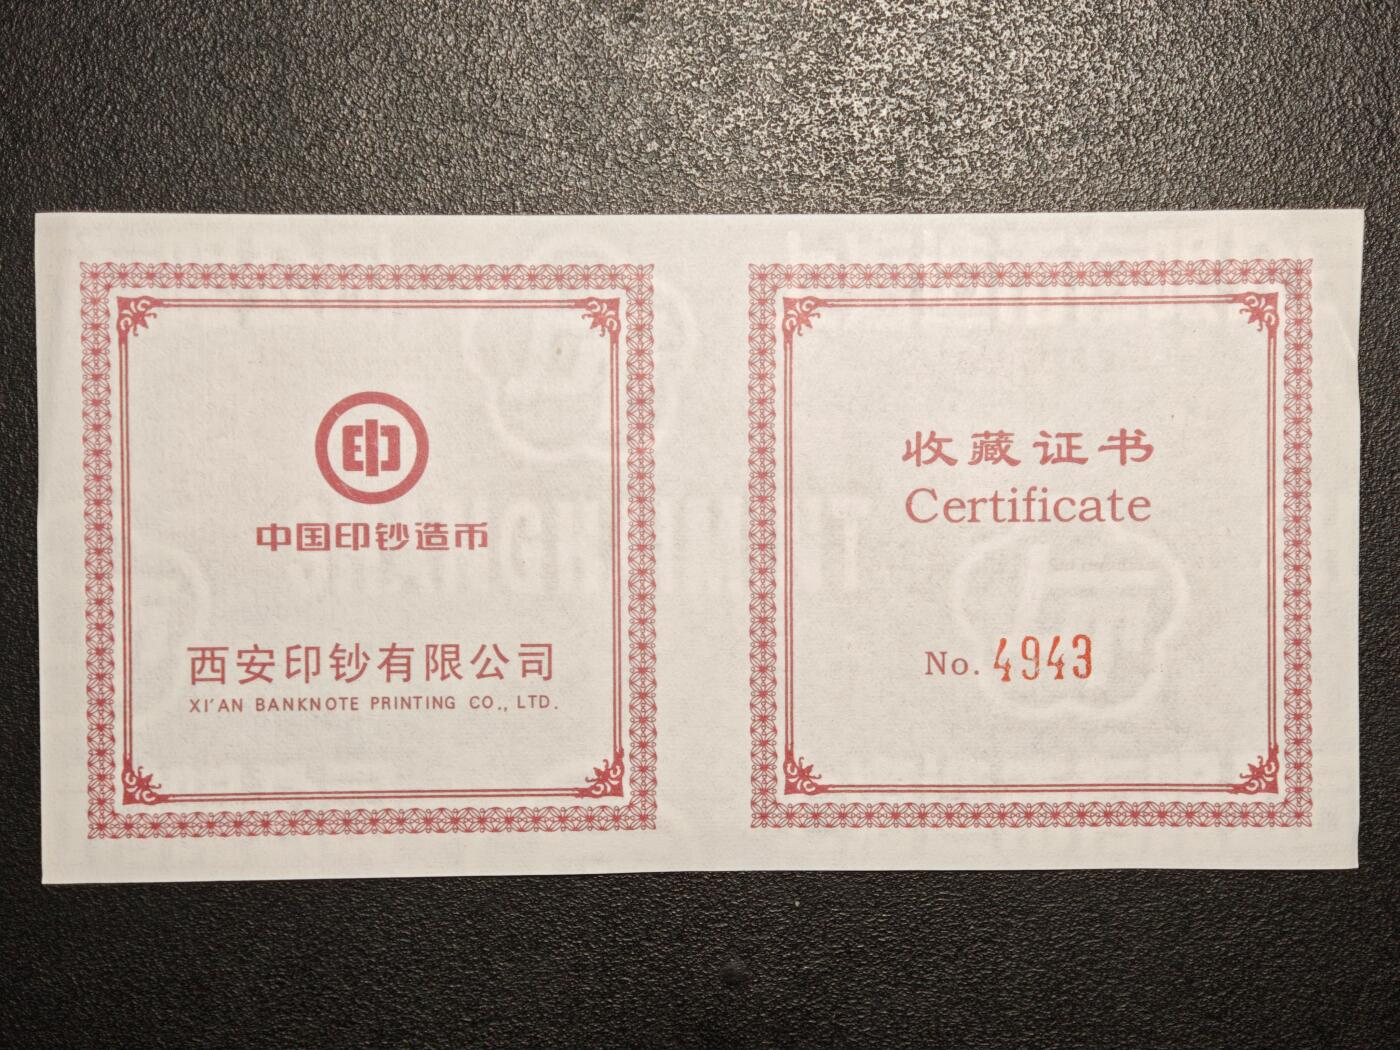 印
中国印钞造币
西安印钞有限公司
XI'AN BANKNOTE PRINTING CO., LTD.
收藏证书
Certificate
No. 4943